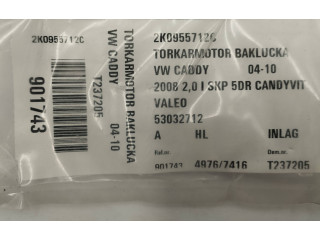 2K0955712C
TORKARMOTOR BAKLUCKA
VW CADDY 04-10
T237205
901743
2K0955712C
TORKARMOTOR BAKLUCKA
VW CADDY 04-10
2008 2,0 I SKP 5DR CANDYVIT
VALEO
53032712
A HL INLAG
901743 4976/7416 T237205